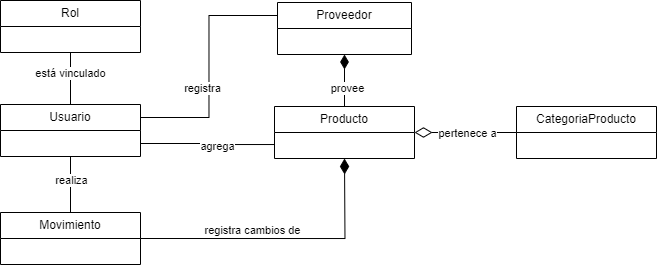 Rol
Proveedor
está vinculado
registra
provee
Usuario
Producto
CategoriaProducto
agrega
pertenece a
realiza
Movimiento
registra cambios de